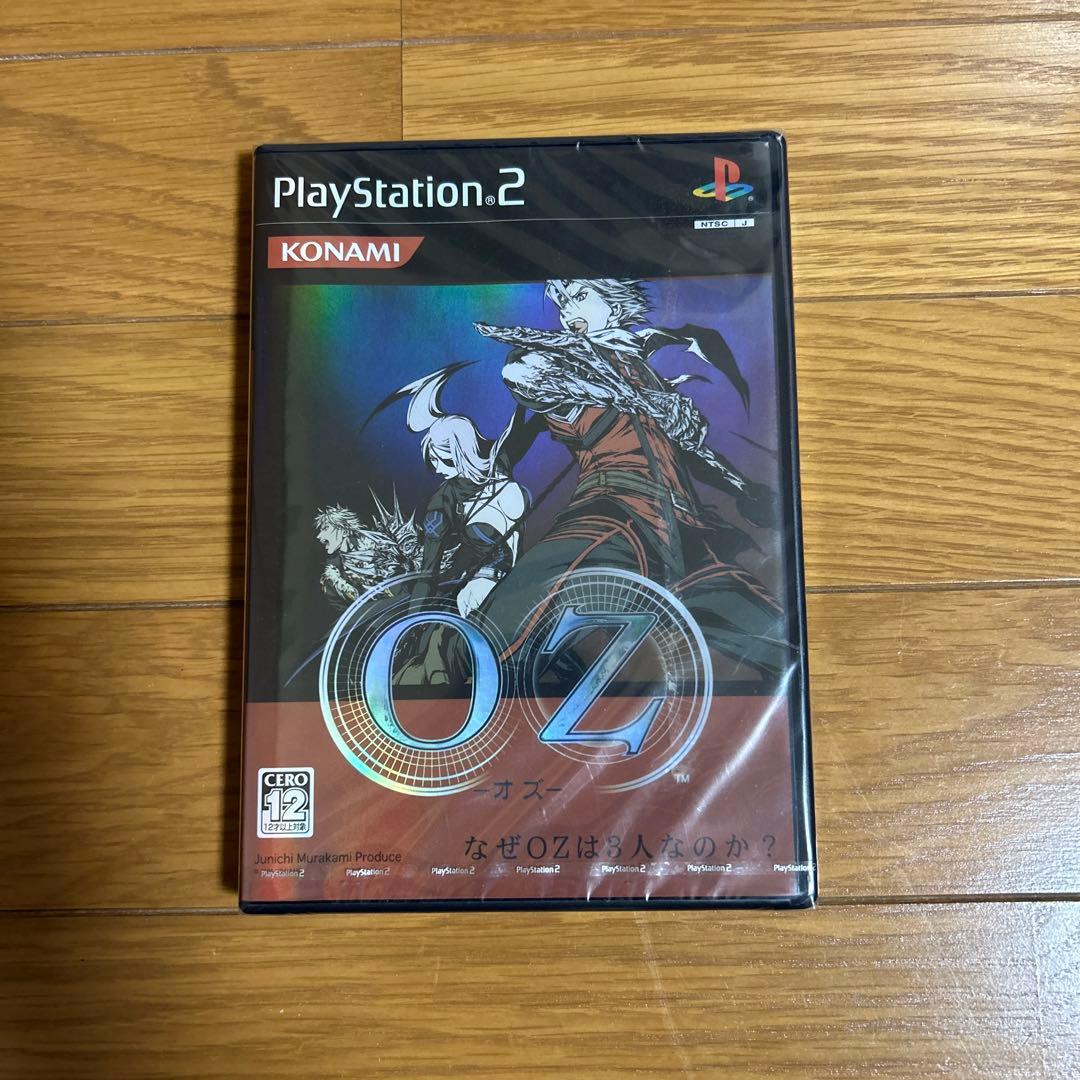 PlayStation®2
NTSC J
KONAMI
OZ
™
-オズ-
CERO
12
12才以上対象
なぜOZは3人なのか?
Junichi Murakami Produce
PlayStation 2 PlayStation 2 PlayStation 2 PlayStation 2 PlayStation 2 PlayStation 2 PlayStation